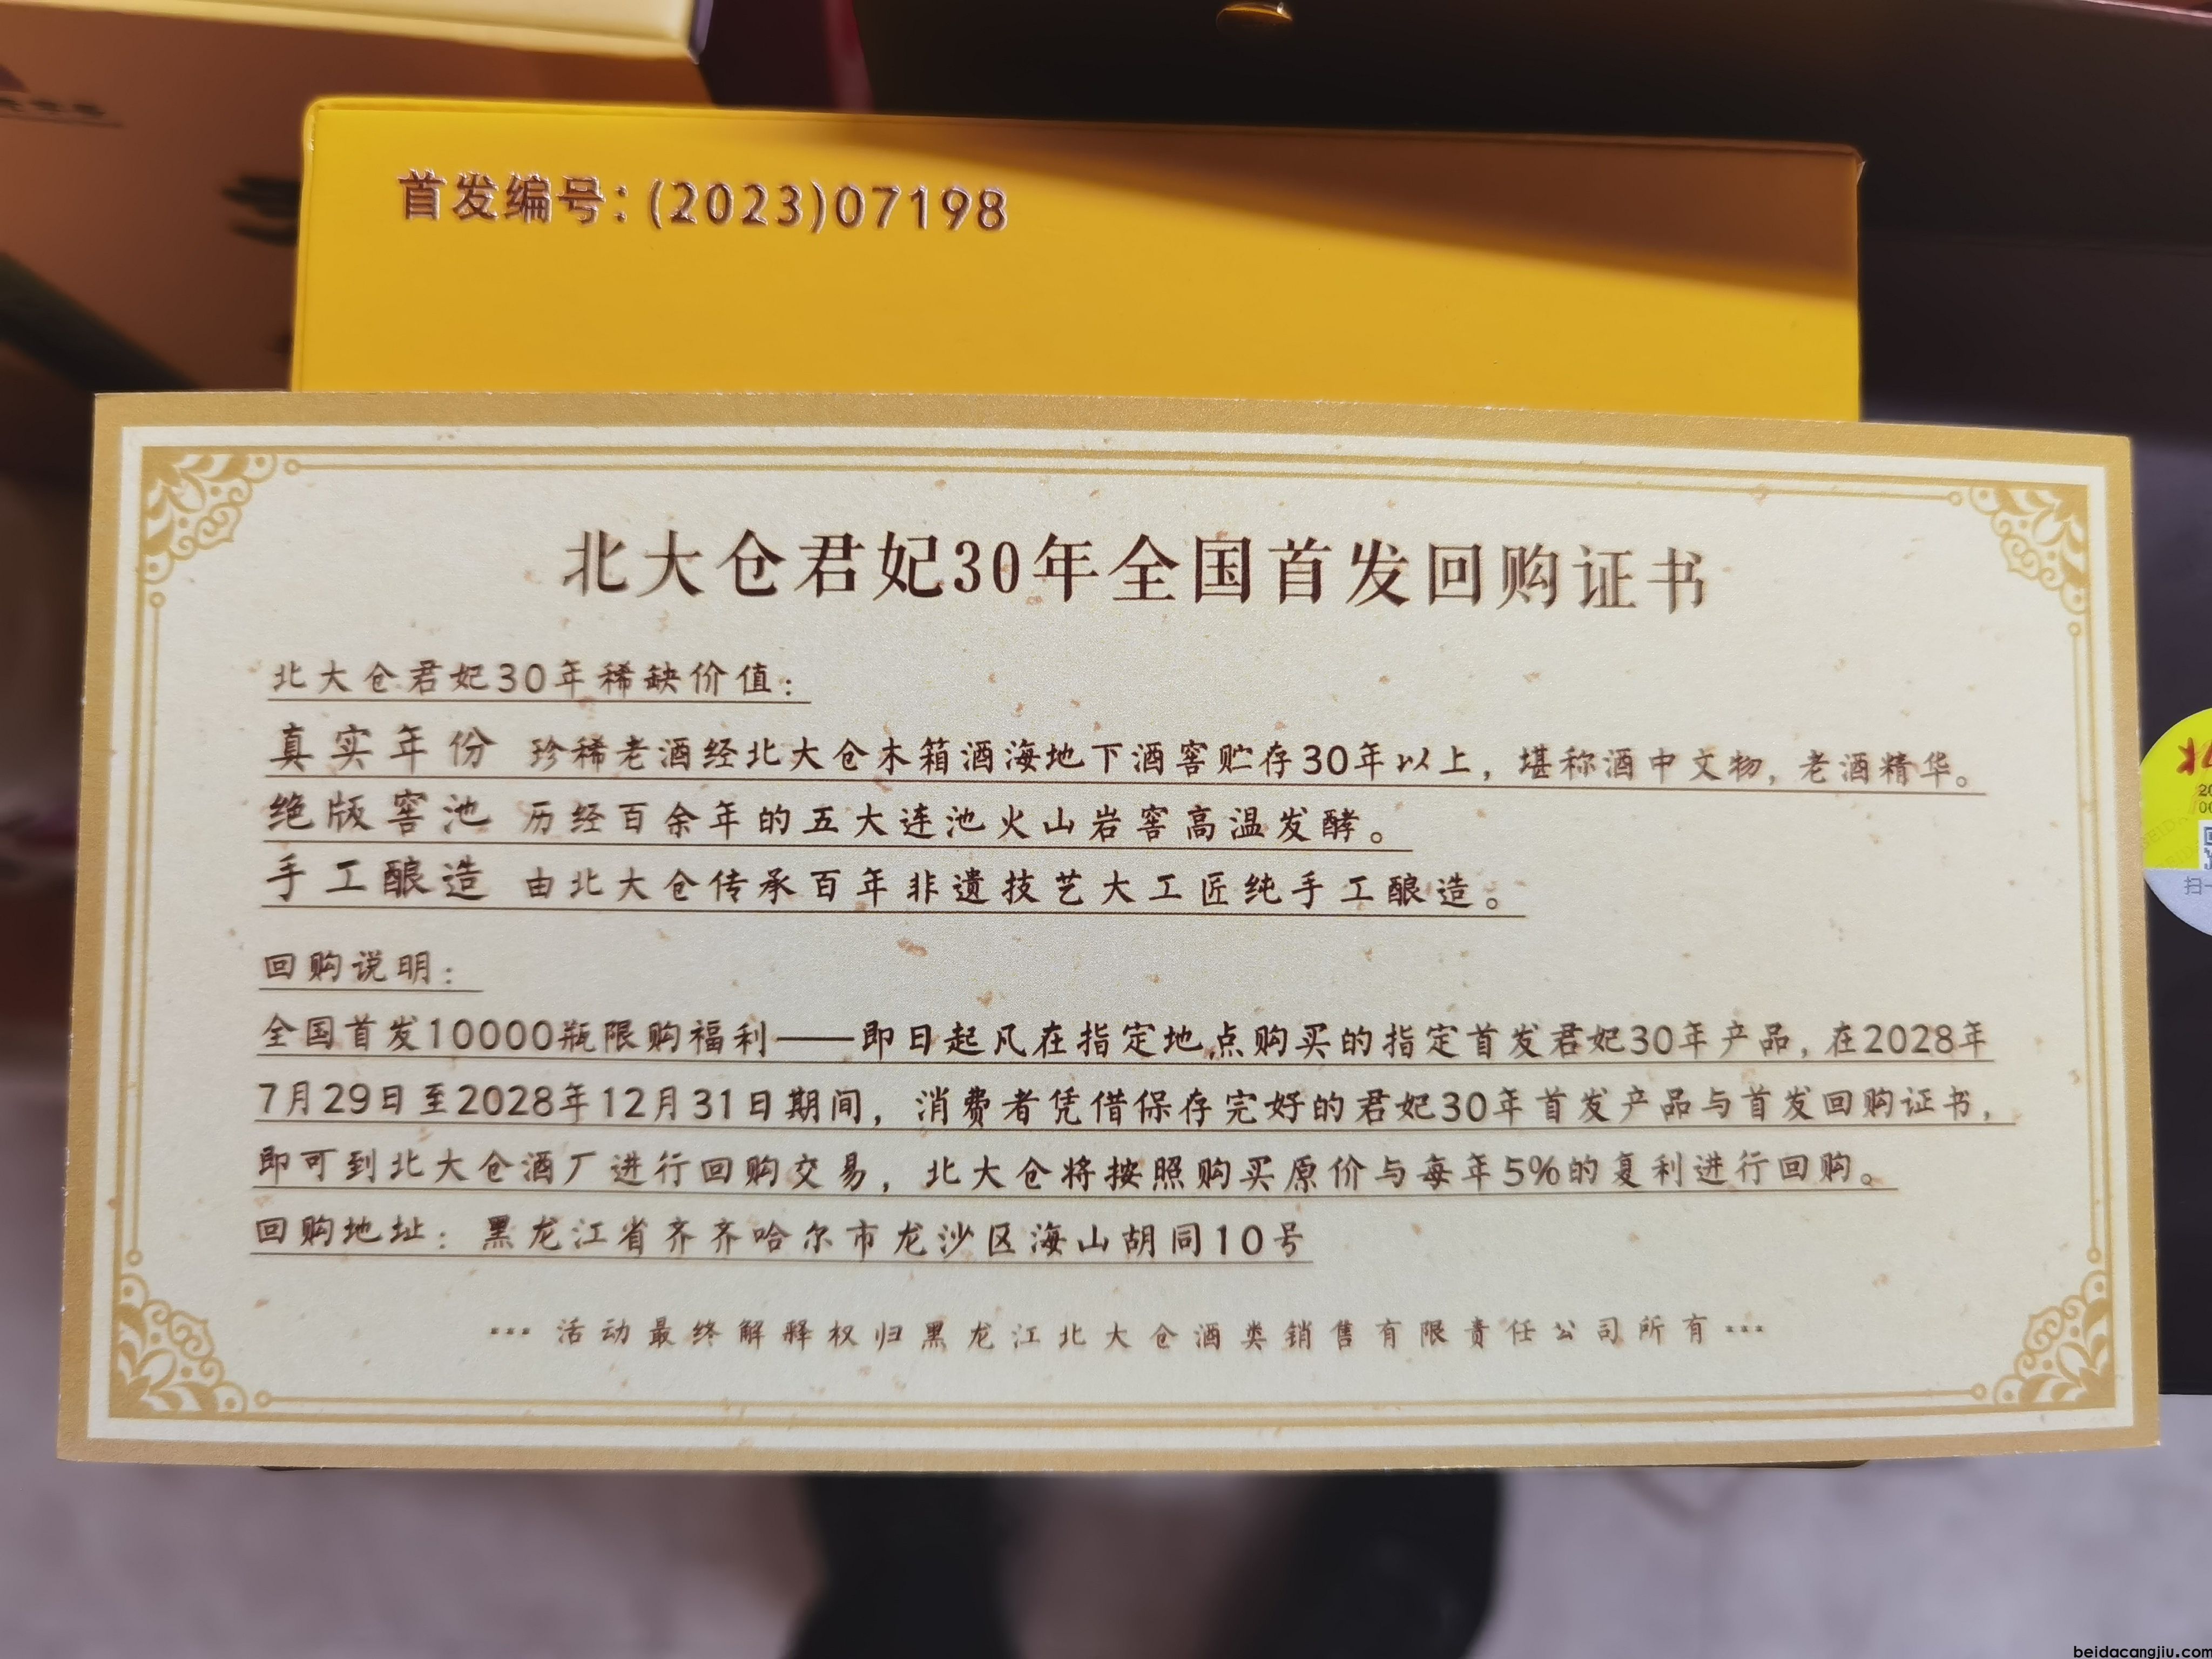 首发编号：(2023)07198
北大仓君妃30年全国首发回购证书
北大仓君妃30年稀缺价值：
真实年份 珍稀老酒经北大仓木箱酒海地下酒窖贮存30年以上，堪称酒中文物，老酒精华。
绝版窖池 历经百余年的五大连池火山岩窖高温发酵。
手工酿造 由北大仓传承百年非遗技艺大工匠纯手工酿造。
回购说明：
全国首发10000瓶限购福利——即日起凡在指定地点购买的指定首发君妃30年产品，在2028年
7月29日至2028年12月31日期间，消费者凭借保存完好的君妃30年首发产品与首发回购证书，
即可到北大仓酒厂进行回购交易，北大仓将按照购买原价与每年5%的复利进行回购。
回购地址：黑龙江省齐齐哈尔市龙沙区海山胡同10号
···活动最终解释权归黑龙江北大仓酒类销售有限责任公司所有···
beidacangjiu.com